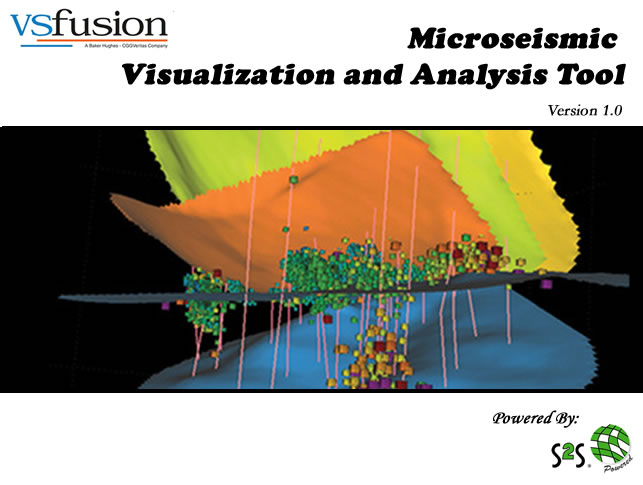 VSfusion
A Baker Hughes - CGGVeritas Company
Microseismic
Visualization and Analysis Tool
Version 1.0
Powered By:
S2S®
Powered